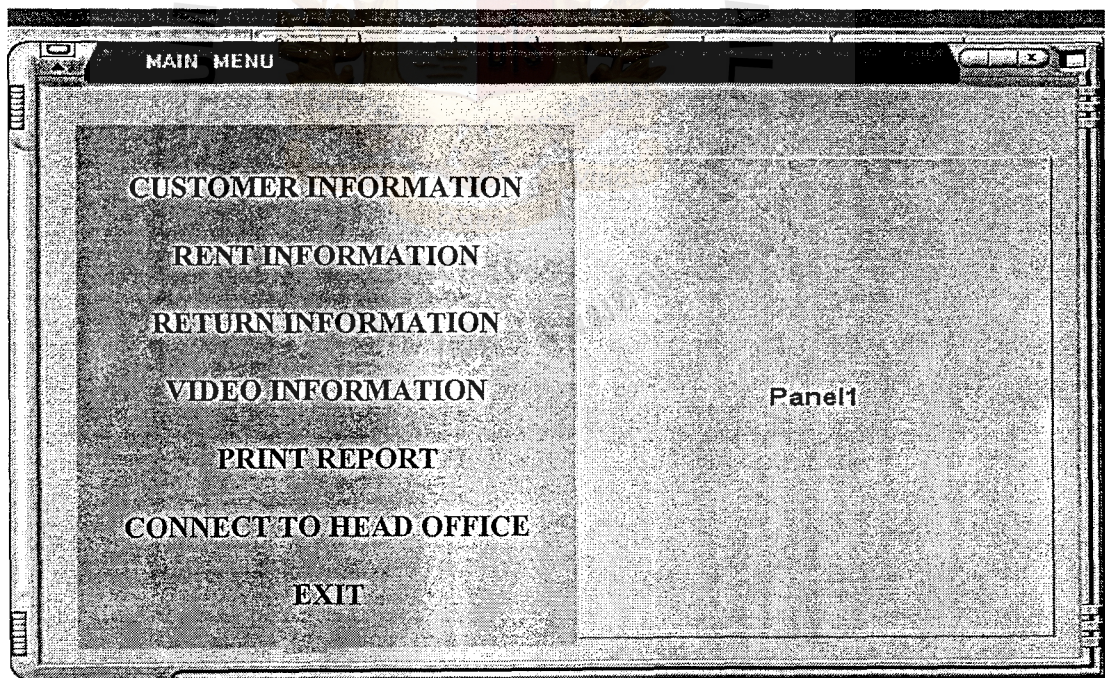 MAIN MENU
CUSTOMER INFORMATION
RENT INFORMATION
RETURN INFORMATION
VIDEO INFORMATION
PRINT REPORT
CONNECT TO HEAD OFFICE
EXIT
Panel1